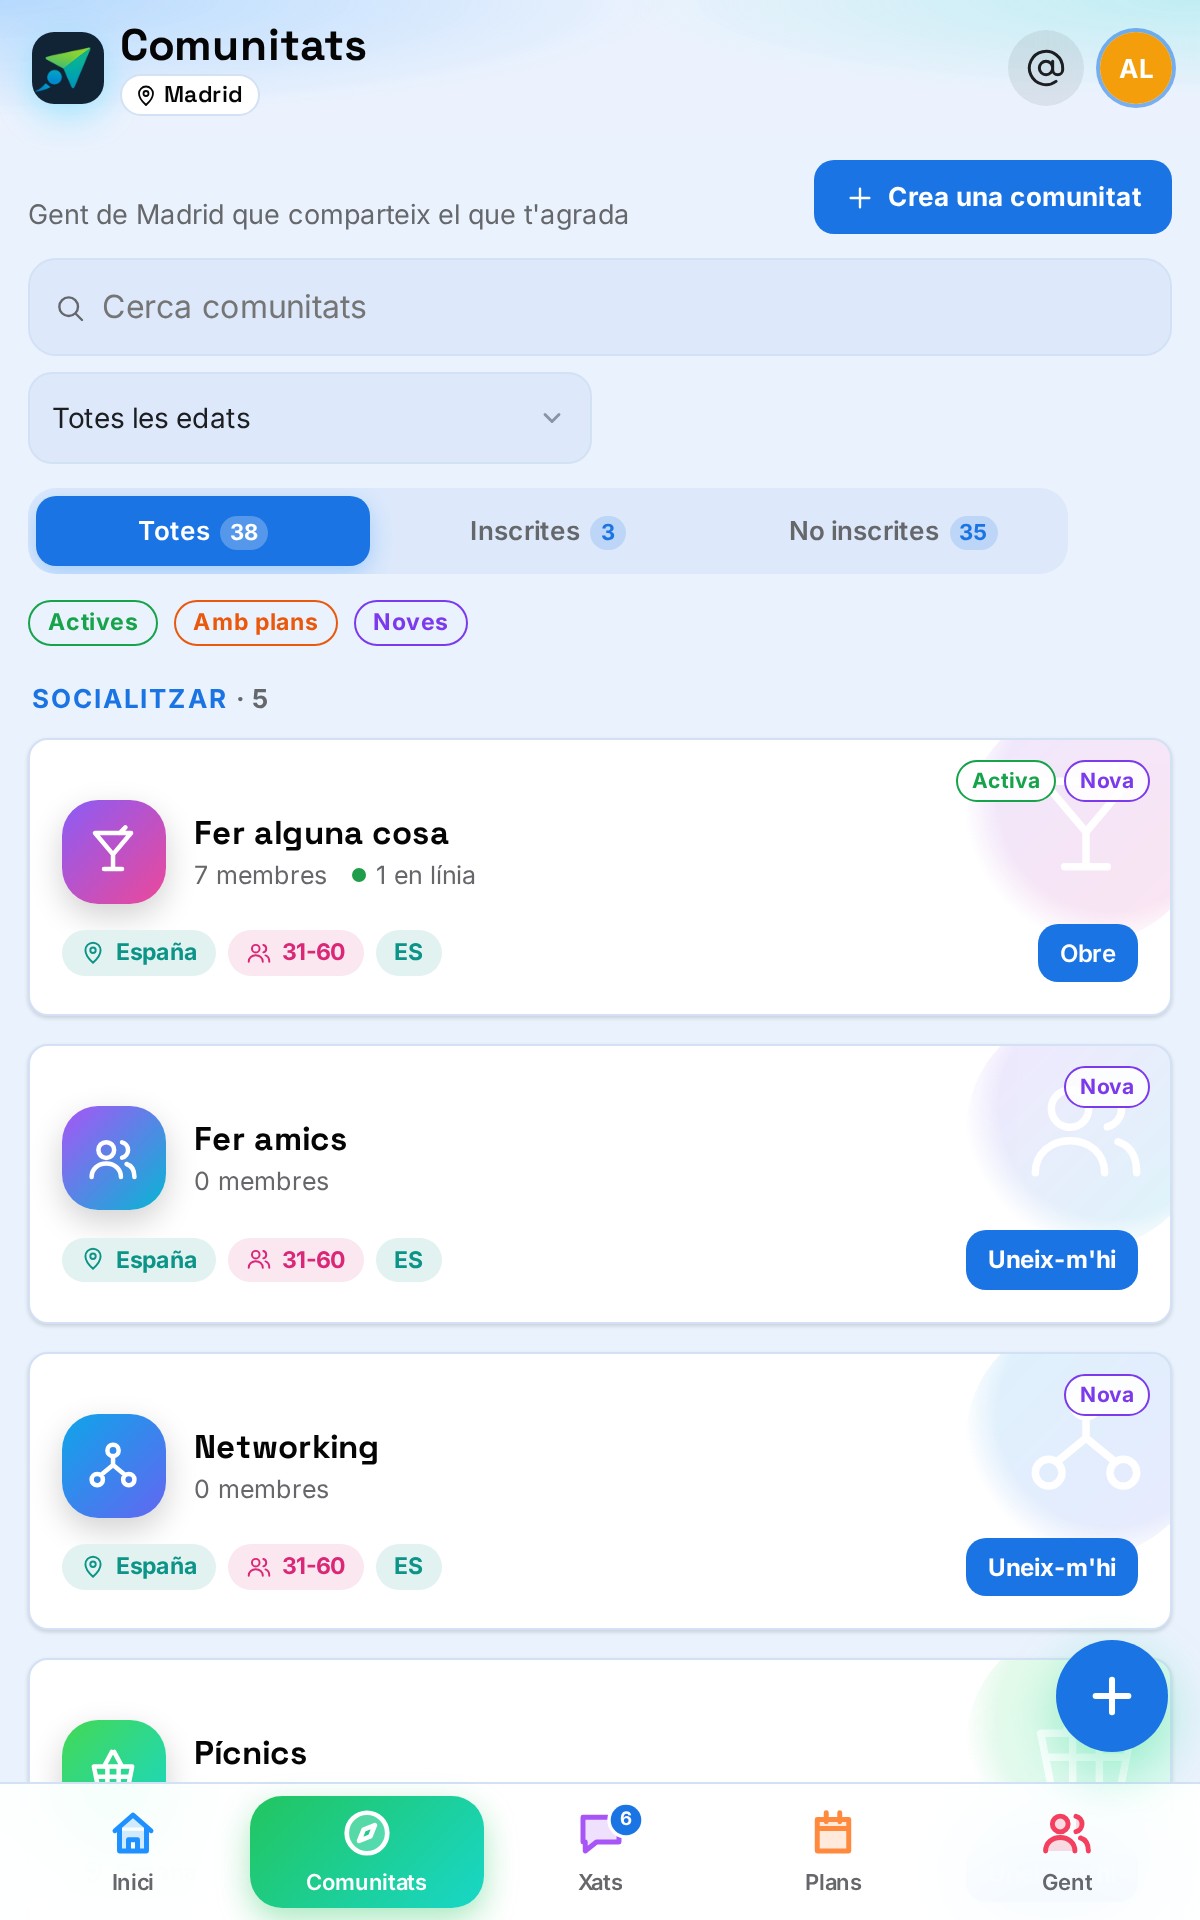 Comunitats
Madrid
@
AL
Gent de Madrid que comparteix el que t'agrada
+ Crea una comunitat
Cerca comunitats
Totes les edats
Totes 38
Inscrites 3
No inscrites 35
Actives
Amb plans
Noves
SOCIALITZAR · 5
Activa
Nova
Fer alguna cosa
7 membres
1 en línia
España
31-60
ES
Obre
Nova
Fer amics
0 membres
España
31-60
ES
Uneix-m'hi
Nova
Networking
0 membres
España
31-60
ES
Uneix-m'hi
Pícnics
Inici
Comunitats
6
Xats
Plans
Gent